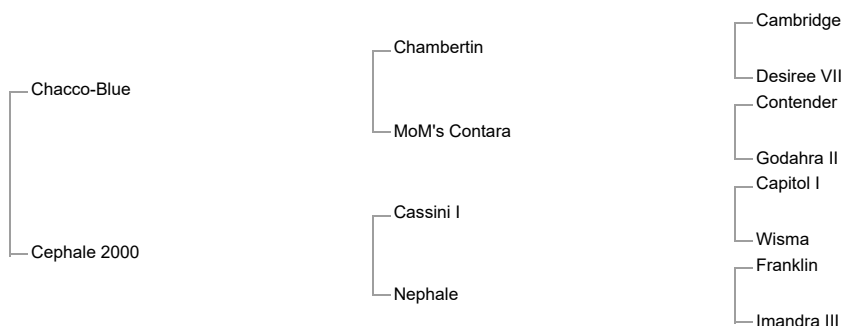 Cambridge
Chambertin
Desiree VII
Chacco-Blue
Contender
MoM's Contara
Godahra II
Capitol I
Cassini I
Wisma
Cephale 2000
Franklin
Nephale
Imandra III